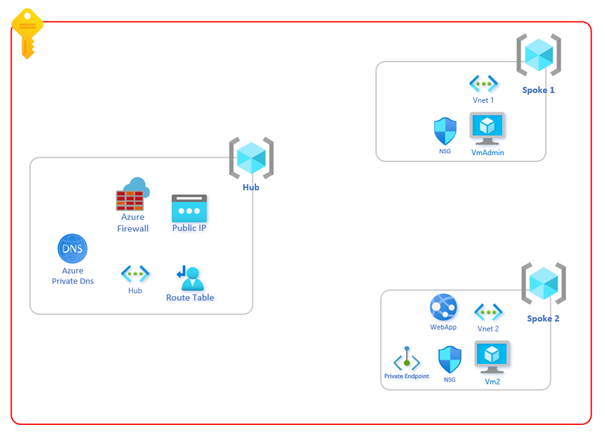 Spoke 1
Vnet 1
NSG
VmAdmin
Hub
Azure
Firewall
Public IP
DNS
Azure
Private Dns
Hub
Route Table
Spoke 2
WebApp
Vnet 2
Private Endpoint
NSG
Vm2